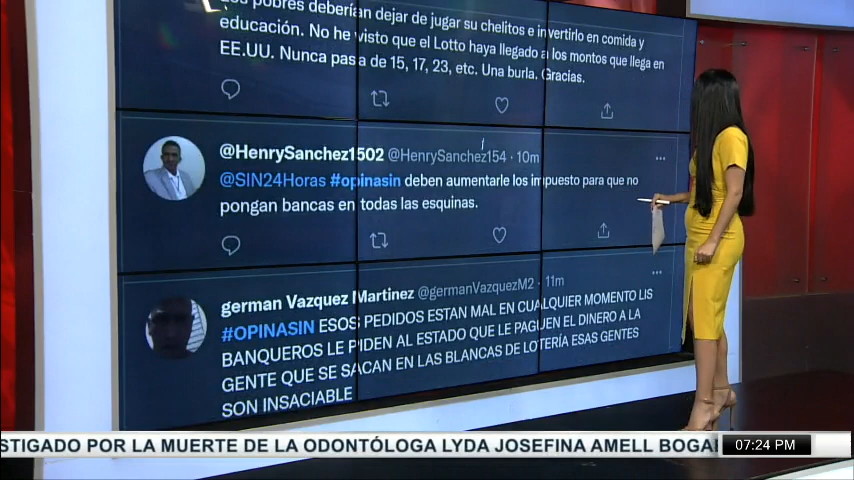 Los pobres deberían dejar de jugar su chelitos e invertirlo en comida y
educación. No he visto que el Lotto haya llegado a los montos que llega en
EE.UU. Nunca pasa de 15, 17, 23, etc. Una burla. Gracias.
@HenrySanchez1502 @HenrySanchez154 · 10m
@SIN24Horas #opinasin deben aumentarle los impuesto para que no
pongan bancas en todas las esquinas.
german Vazquez Martinez @germanVazquezM2 · 11m
#OPINASIN ESOS PEDIDOS ESTAN MAL EN CUALQUIER MOMENTO LIS
BANQUEROS LE PIDEN AL ESTADO QUE LE PAGUEN EL DINERO A LA
GENTE QUE SE SACAN EN LAS BLANCAS DE LOTERÍA ESAS GENTES
SON INSACIABLE
STIGADO POR LA MUERTE DE LA ODONTÓLOGA LYDA JOSEFINA AMELL BOGAE
07:24 PM